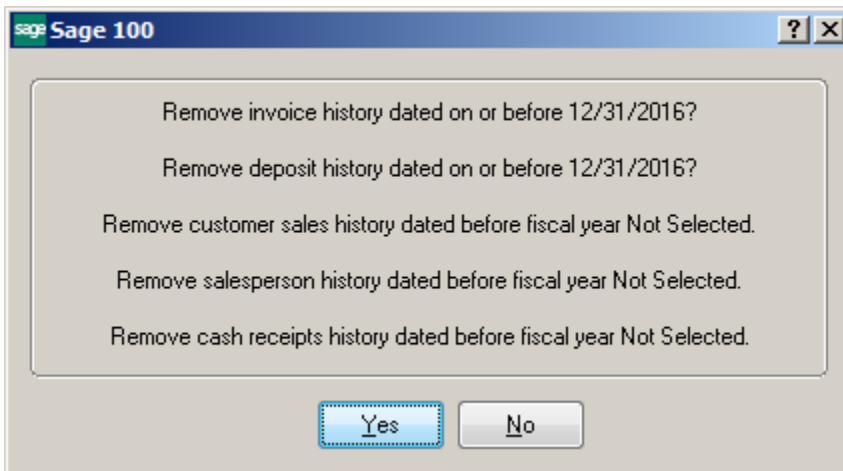 sage Sage 100
? X
Remove invoice history dated on or before 12/31/2016?
Remove deposit history dated on or before 12/31/2016?
Remove customer sales history dated before fiscal year Not Selected.
Remove salesperson history dated before fiscal year Not Selected.
Remove cash receipts history dated before fiscal year Not Selected.
Yes No